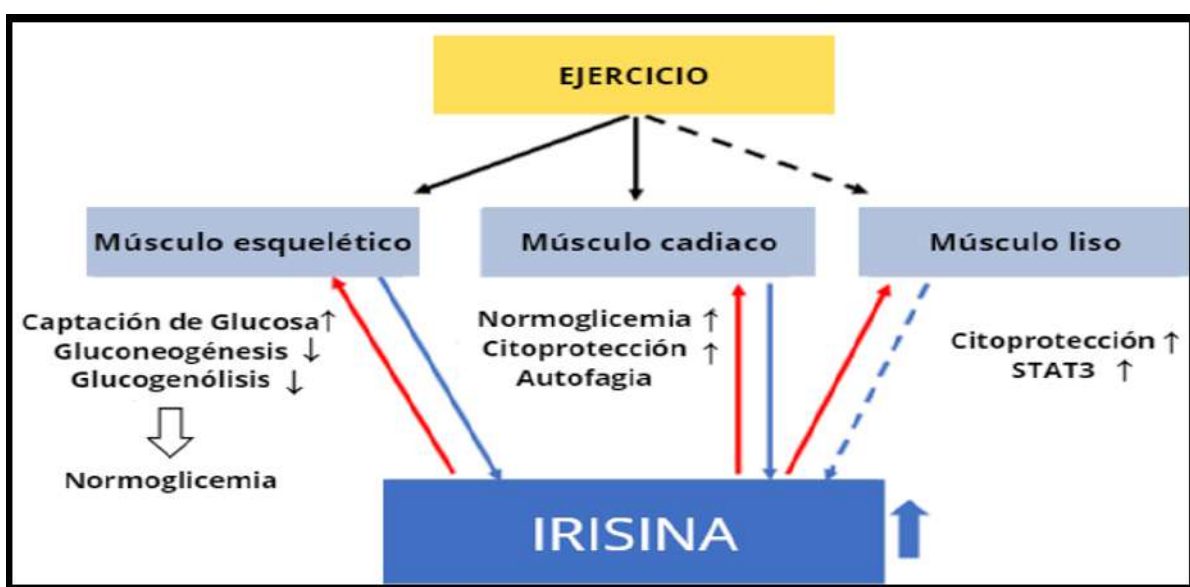 EJERCICIO
Músculo esquelético
Músculo cadiaco
Músculo liso
Captación de Glucosa↑
Gluconeogénesis ↓
Glucogenólisis ↓
Normoglicemia
Normoglicemia ↑
Citoprotección ↑
Autofagia
Citoprotección ↑
STAT3 ↑
IRISINA